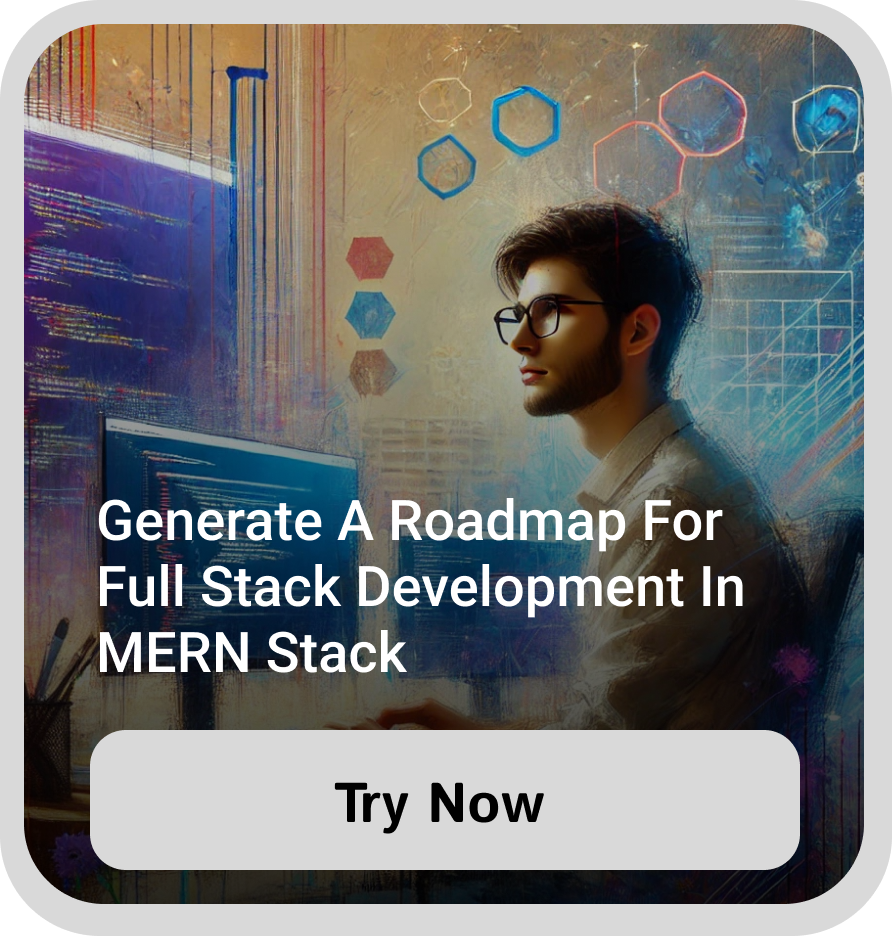 Generate A Roadmap For
Full Stack Development In
MERN Stack
Try Now